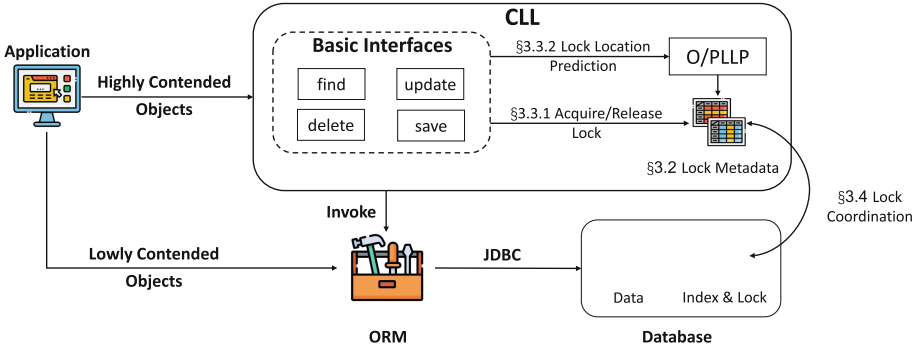 CLL
Application
Basic Interfaces
find
update
delete
save
Highly Contended
Objects
§3.3.2 Lock Location
Prediction
O/PLLP
§3.3.1 Acquire/Release
Lock
§3.2 Lock Metadata
§3.4 Lock
Coordination
Invoke
Lowly Contended
Objects
JDBC
Data
Index & Lock
ORM
Database